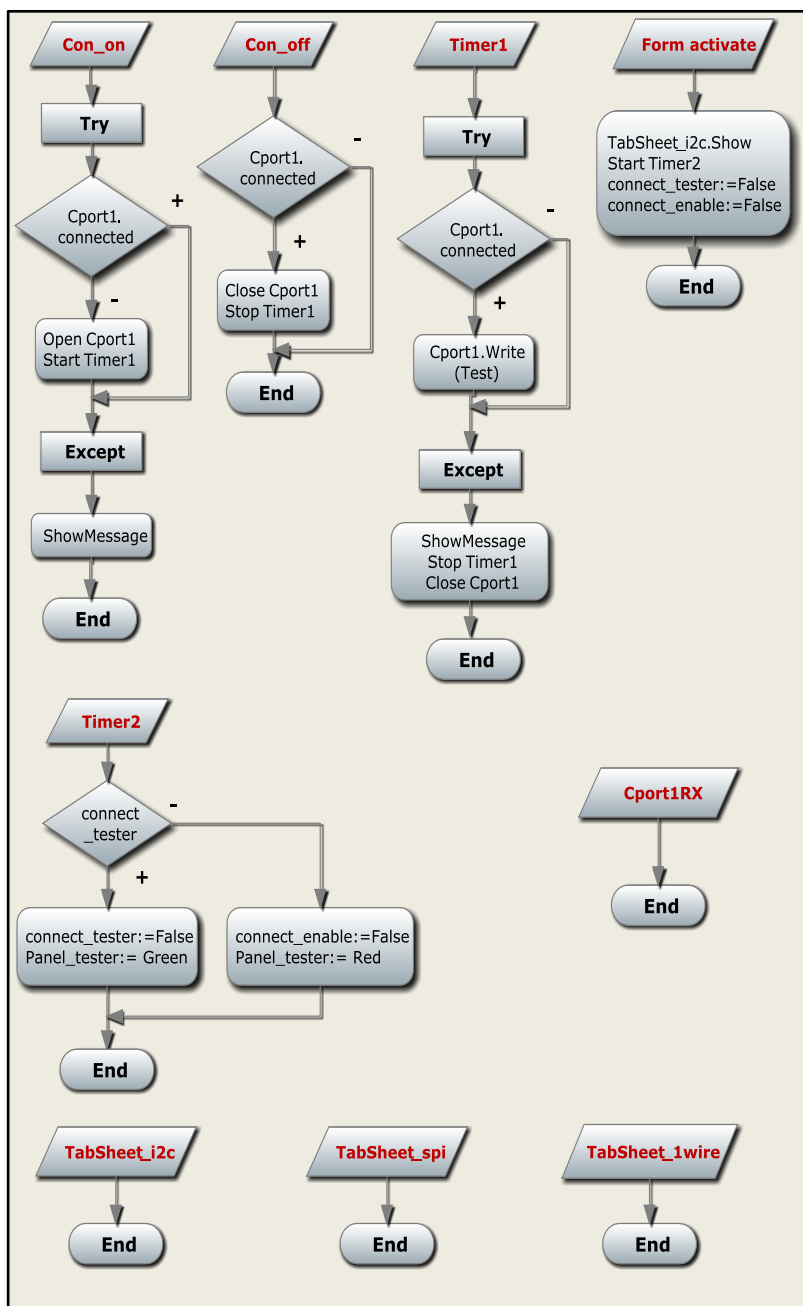 Con_on
Try
Cport1.
connected
+
-
Open Cport1
Start Timer1
Except
ShowMessage
End
Con_off
-
Cport1.
connected
+
Close Cport1
Stop Timer1
End
Timer1
Try
-
Cport1.
connected
+
Cport1.Write
(Test)
Except
ShowMessage
Stop Timer1
Close Cport1
End
Form activate
TabSheet_i2c.Show
Start Timer2
connect_tester:=False
connect_enable:=False
End
Timer2
-
connect
_tester
+
connect_tester:=False
Panel_tester:= Green
connect_enable:=False
Panel_tester:= Red
End
Cport1RX
End
TabSheet_i2c
End
TabSheet_spi
End
TabSheet_1wire
End